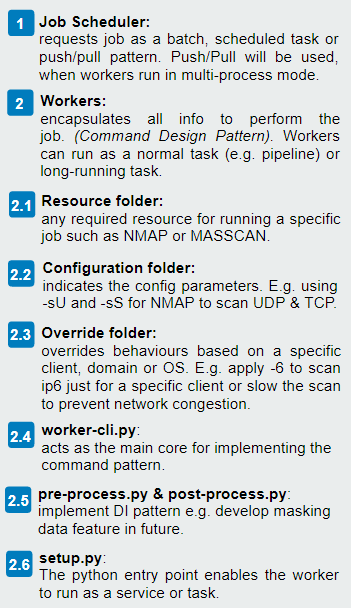 1 Job Scheduler:
requests job as a batch, scheduled task or
push/pull pattern. Push/Pull will be used,
when workers run in multi-process mode.
2 Workers:
encapsulates all info to perform the
job. (Command Design Pattern). Workers
can run as a normal task (e.g. pipeline) or
long-running task.
2.1 Resource folder:
any required resource for running a specific
job such as NMAP or MASSCAN.
2.2 Configuration folder:
indicates the config parameters. E.g. using
-sU and -sS for NMAP to scan UDP & TCP.
2.3 Override folder:
overrides behaviours based on a specific
client, domain or OS. E.g. apply -6 to scan
ip6 just for a specific client or slow the scan
to prevent network congestion.
2.4 worker-cli.py:
acts as the main core for implementing the
command pattern.
2.5 pre-process.py & post-process.py:
implement DI pattern e.g. develop masking
data feature in future.
2.6 setup.py:
The python entry point enables the worker
to run as a service or task.